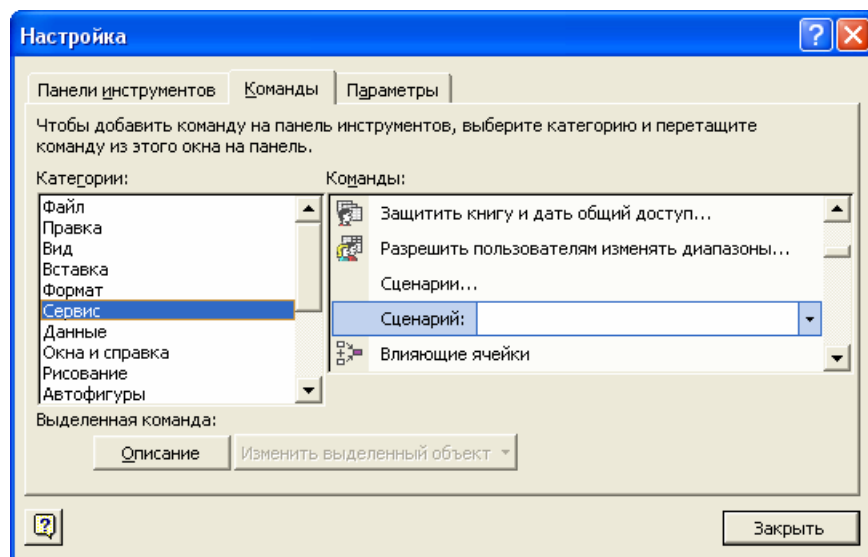 Настройка
Панели инструментов
Команды
Параметры
Чтобы добавить команду на панель инструментов, выберите категорию и перетащите
команду из этого окна на панель.
Категории:
Файл
Правка
Вид
Вставка
Формат
Сервис
Данные
Окна и справка
Рисование
Автофигуры
Команды:
Защитить книгу и дать общий доступ...
Разрешить пользователям изменять диапазоны...
Сценарии...
Сценарий:
Влияющие ячейки
Выделенная команда:
Описание
Изменить выделенный объект
Закрыть